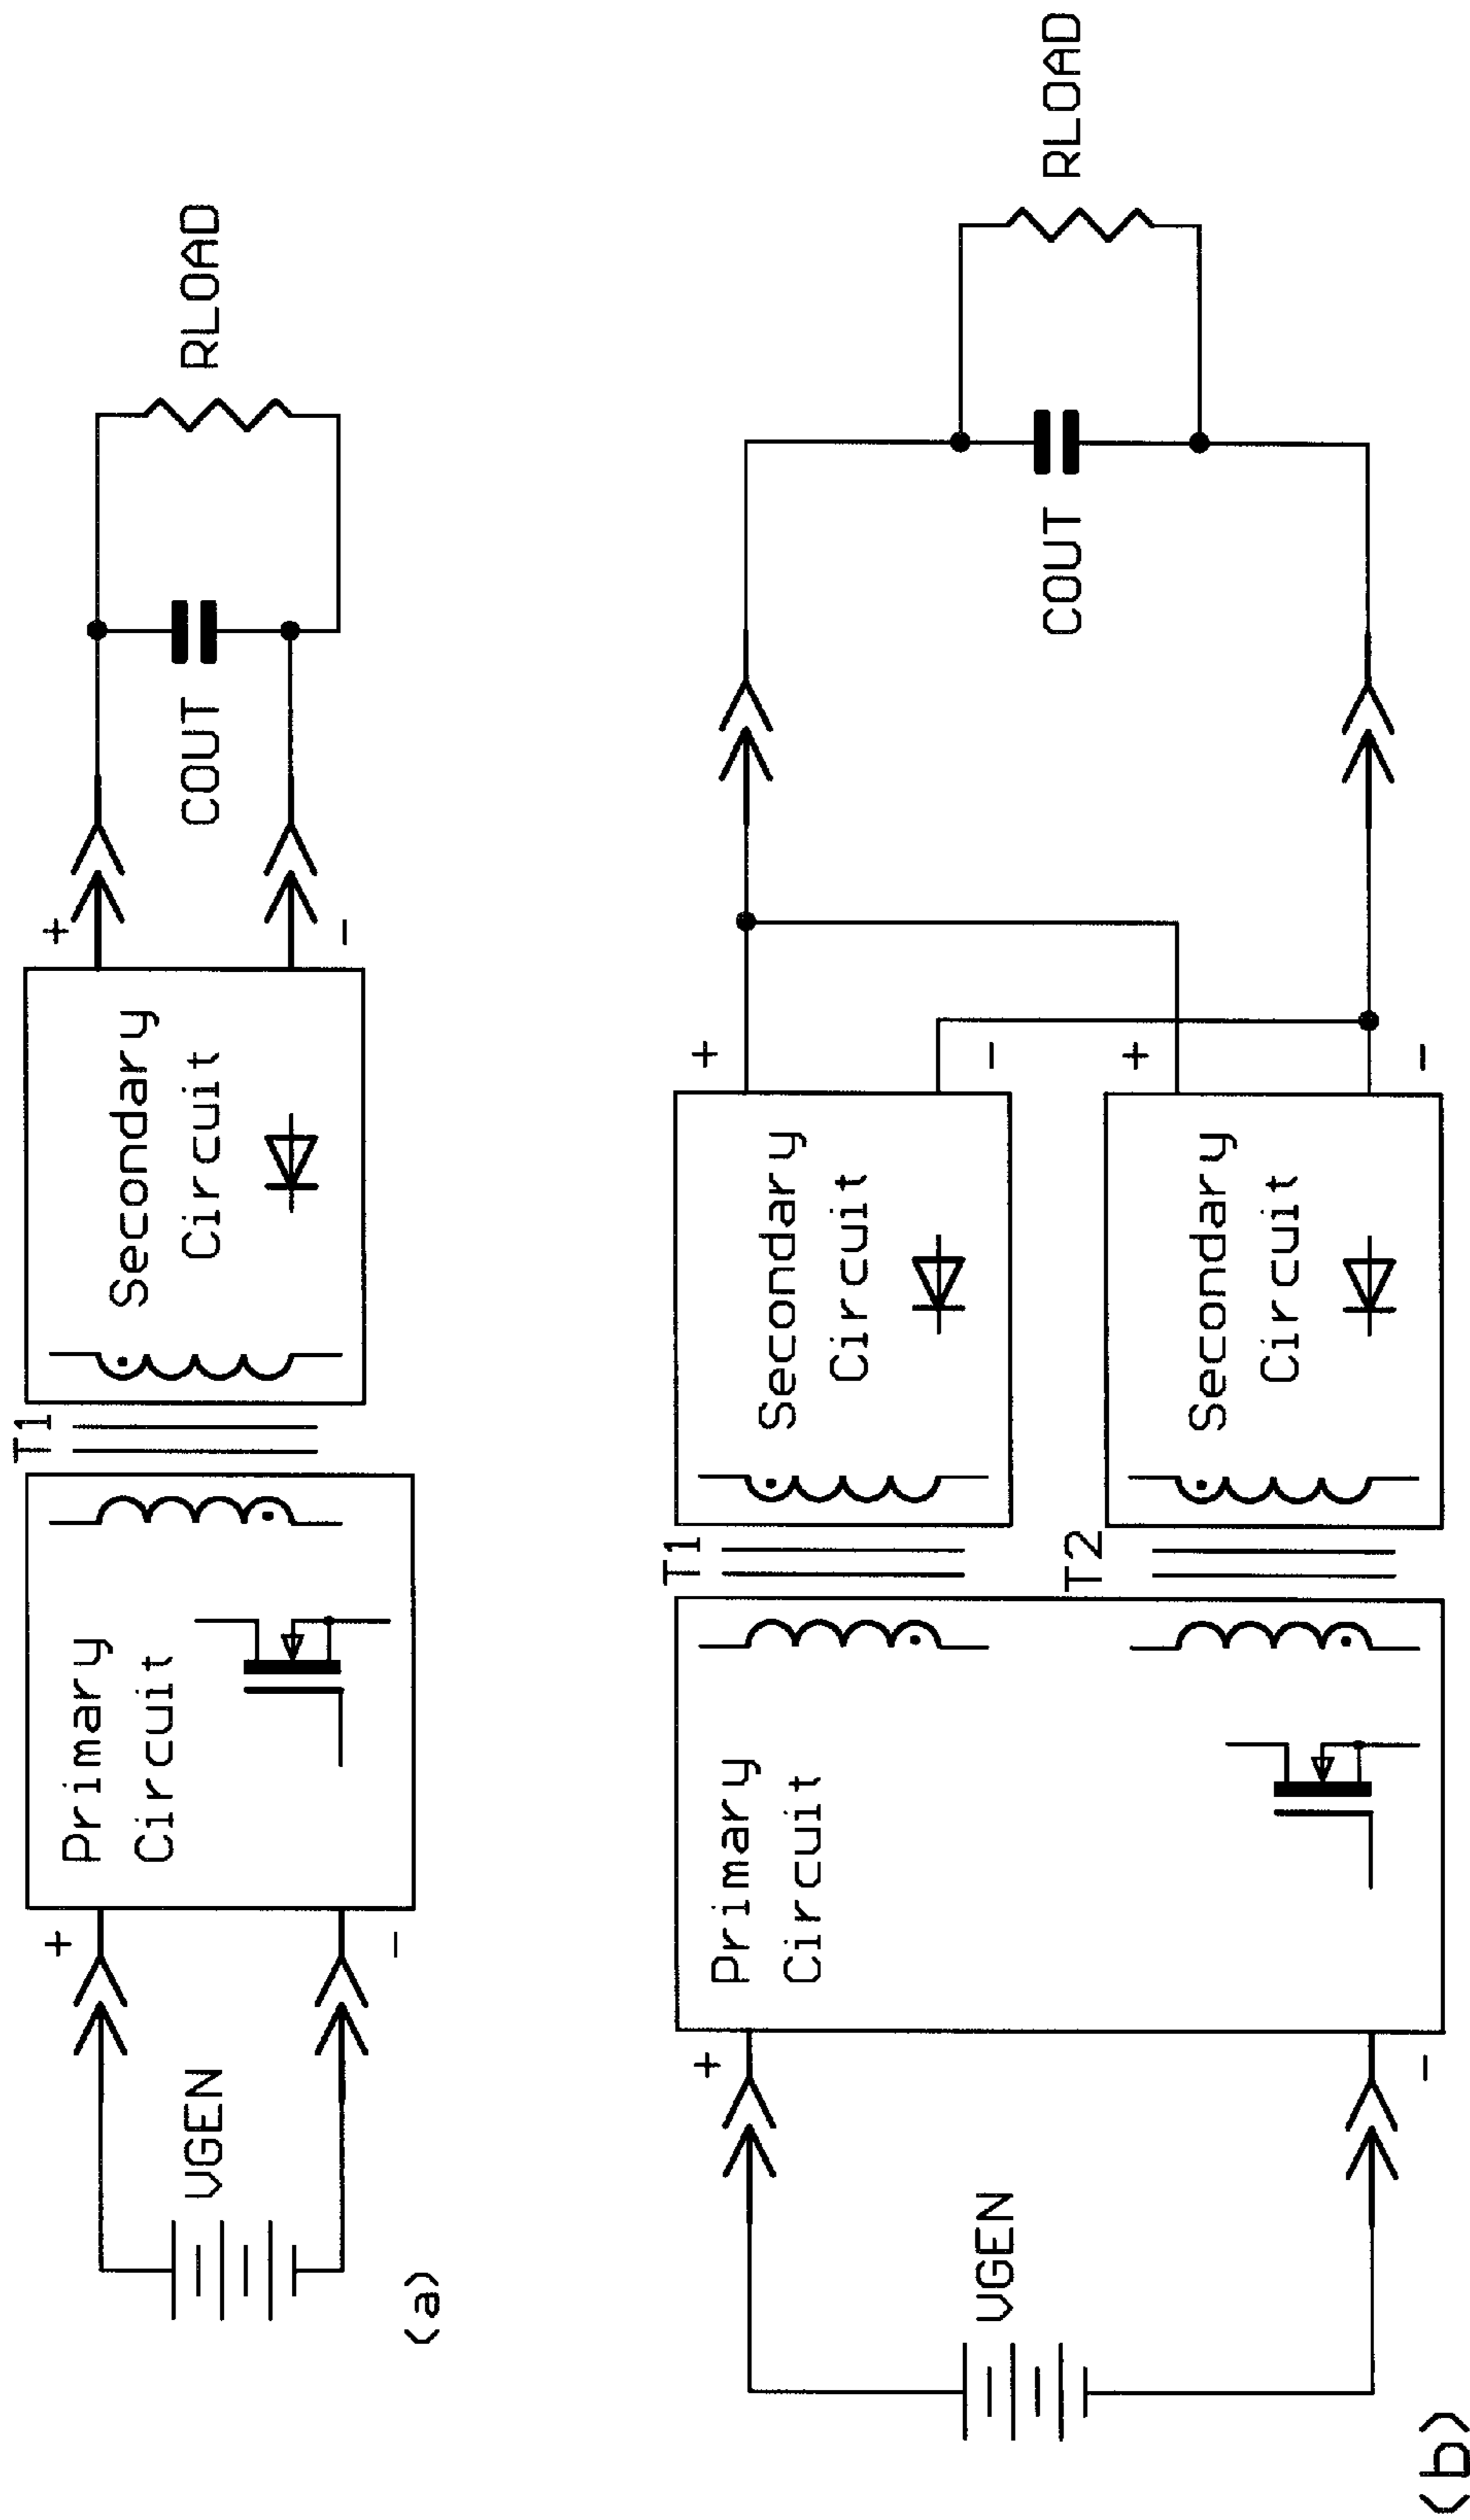 VGEN
+
-
Primary
Circuit
T1
Secondary
Circuit
+
-
COUT
RLOAD
(a)
VGEN
+
-
Primary
Circuit
T1
T2
Secondary
Circuit
+
-
Secondary
Circuit
+
-
COUT
RLOAD
(b)